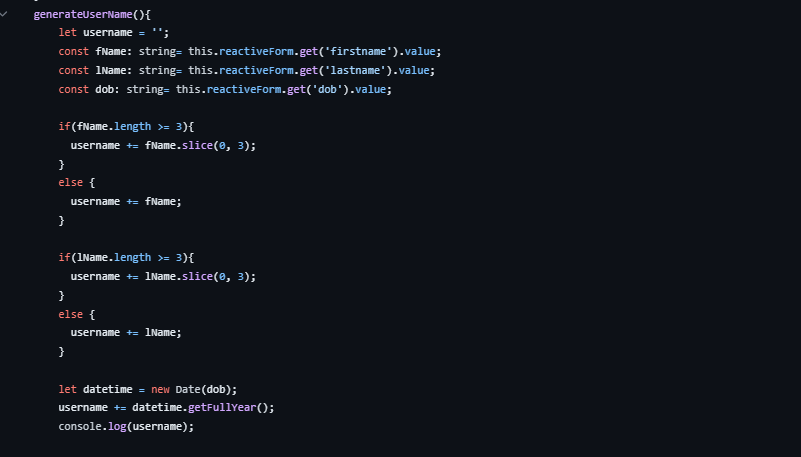 generateUserName(){
let username = '';
const fName: string= this.reactiveForm.get('firstname').value;
const lName: string= this.reactiveForm.get('lastname').value;
const dob: string= this.reactiveForm.get('dob').value;
if(fName.length >= 3){
username += fName.slice(0, 3);
}
else {
username += fName;
}
if(lName.length >= 3){
username += lName.slice(0, 3);
}
else {
username += lName;
}
let datetime = new Date(dob);
username += datetime.getFullYear();
console.log(username);